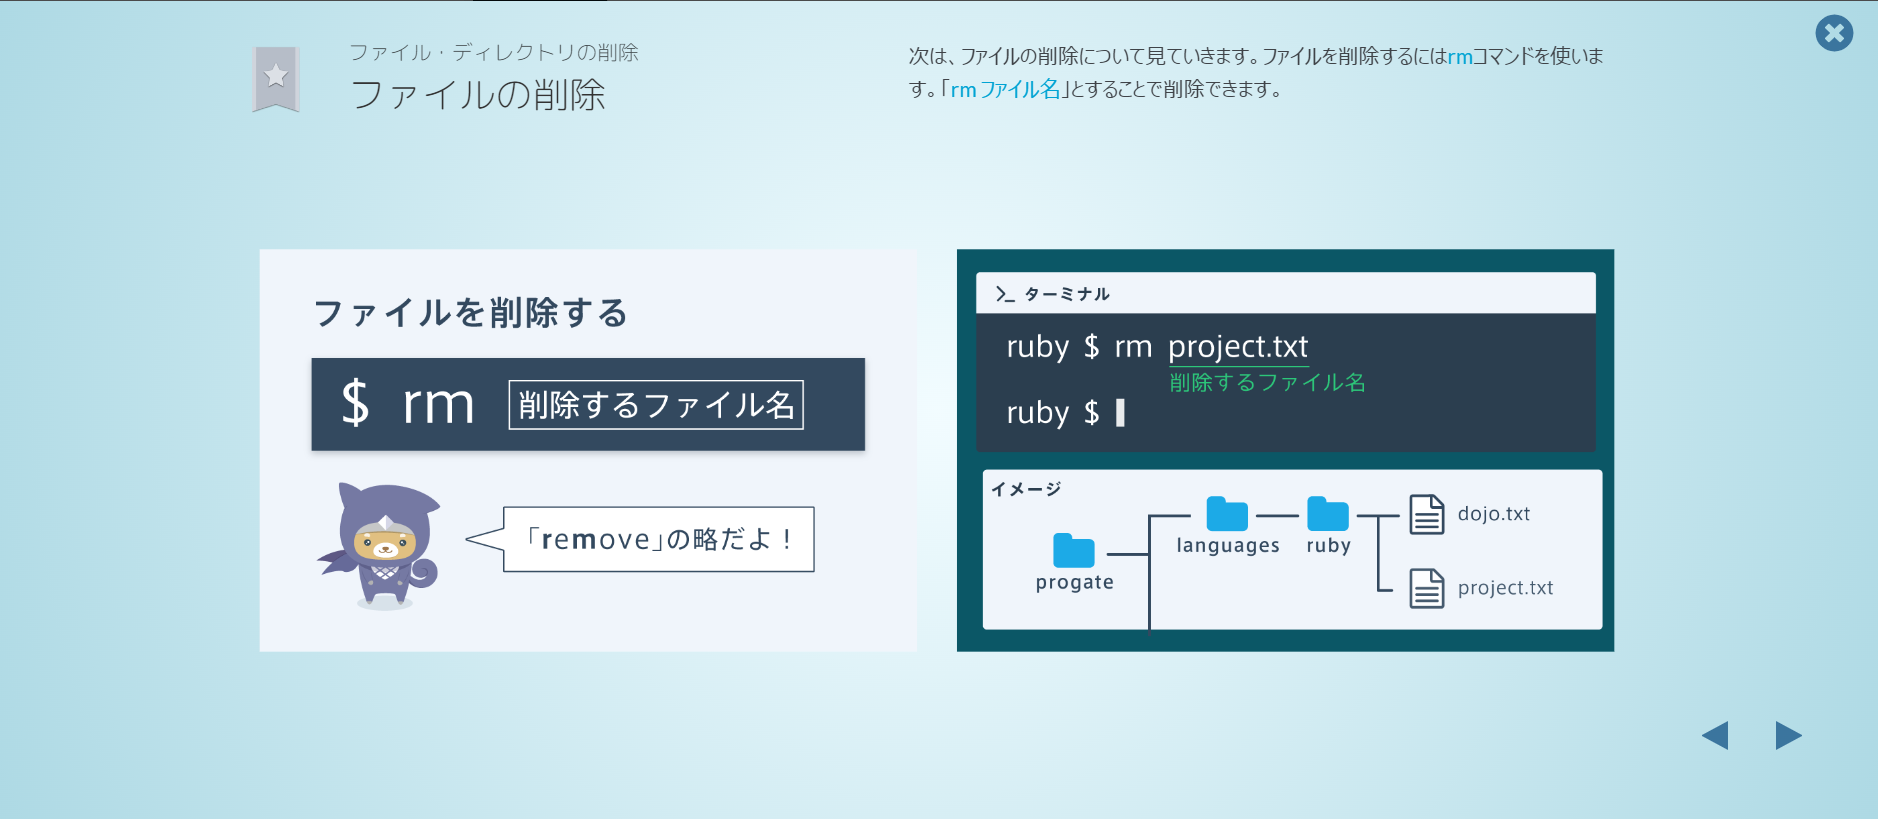 ファイル・ディレクトリの削除
ファイルの削除
次は、ファイルの削除について見ていきます。ファイルを削除するにはrmコマンドを使いま
す。「rm ファイル名」とすることで削除できます。
ファイルを削除する
$ rm 削除するファイル名
「remove」の略だよ！
>_ ターミナル
ruby $ rm project.txt
削除するファイル名
ruby $
イメージ
progate
languages
ruby
dojo.txt
project.txt